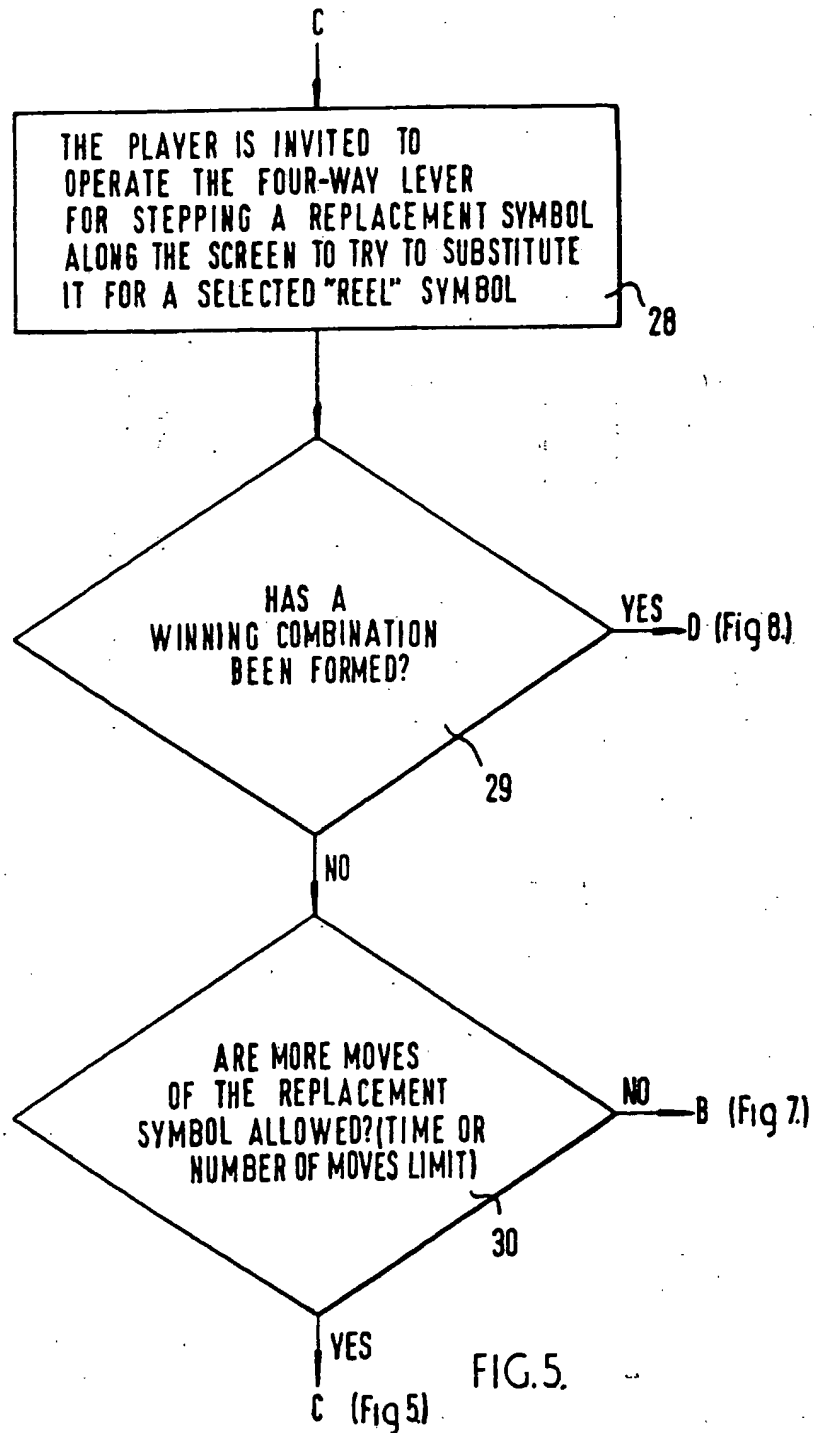 C
THE PLAYER IS INVITED TO
OPERATE THE FOUR-WAY LEVER
FOR STEPPING A REPLACEMENT SYMBOL
ALONG THE SCREEN TO TRY TO SUBSTITUTE
IT FOR A SELECTED "REEL" SYMBOL
28
HAS A
WINNING COMBINATION
BEEN FORMED?
YES
D (Fig 8.)
29
NO
ARE MORE MOVES
OF THE REPLACEMENT
SYMBOL ALLOWED?(TIME OR
NUMBER OF MOVES LIMIT)
NO
B (Fig 7.)
30
YES
C (Fig 5.)
FIG.5.